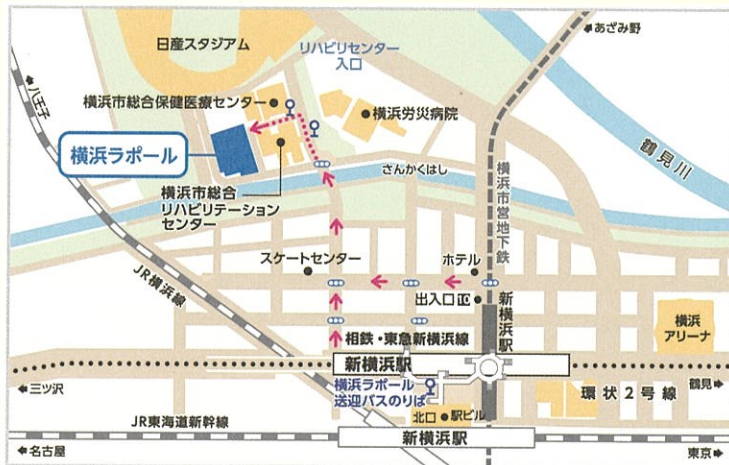 日産スタジアム
リハビリセンター
入口
あざみ野
八王子
横浜市総合保健医療センター
横浜労災病院
横浜ラポール
鶴見川
さんかくはし
横浜市総合
リハビリテーション
センター
横浜市営地下鉄
スケートセンター
ホテル
JR横浜線
出入口10
新横浜駅
横浜
アリーナ
相鉄・東急新横浜線
新横浜駅
三ツ沢
横浜ラポール
送迎バスのりば
環状2号線
鶴見
北口
駅ビル
JR東海道新幹線
新横浜駅
名古屋
東京